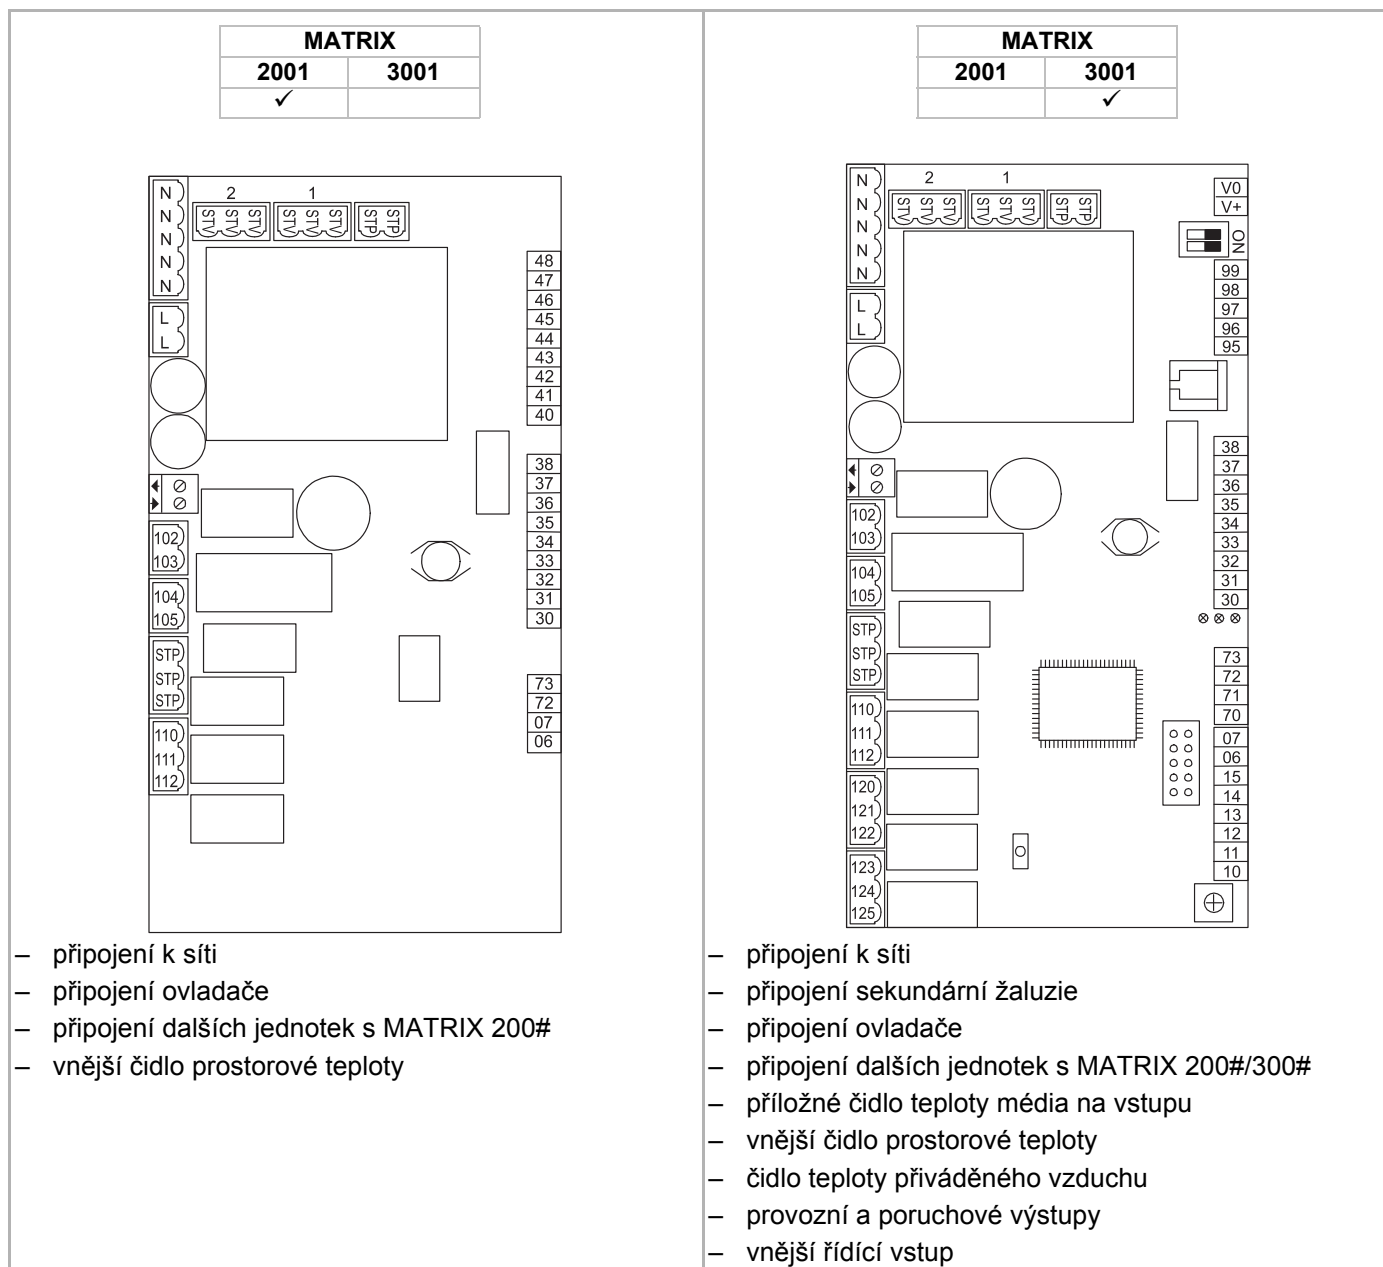 MATRIX
2001 3001
✓
N
N
N
N
N
2 1
STV STV STV STV STV STV STP STP
L
L
102
103
104
105
STP
STP
STP
110
111
112
48
47
46
45
44
43
42
41
40
38
37
36
35
34
33
32
31
30
73
72
07
06
– připojení k síti
– připojení ovladače
– připojení dalších jednotek s MATRIX 200#
– vnější čidlo prostorové teploty
MATRIX
2001 3001
✓
N
N
N
N
N
2 1
STV STV STV STV STV STV STP STP
L
L
102
103
104
105
STP
STP
STP
110
111
112
120
121
122
123
124
125
V0
V+
ON
99
98
97
96
95
38
37
36
35
34
33
32
31
30
73
72
71
70
07
06
15
14
13
12
11
10
– připojení k síti
– připojení sekundární žaluzie
– připojení ovladače
– připojení dalších jednotek s MATRIX 200#/300#
– příložné čidlo teploty média na vstupu
– vnější čidlo prostorové teploty
– čidlo teploty přiváděného vzduchu
– provozní a poruchové výstupy
– vnější řídící vstup